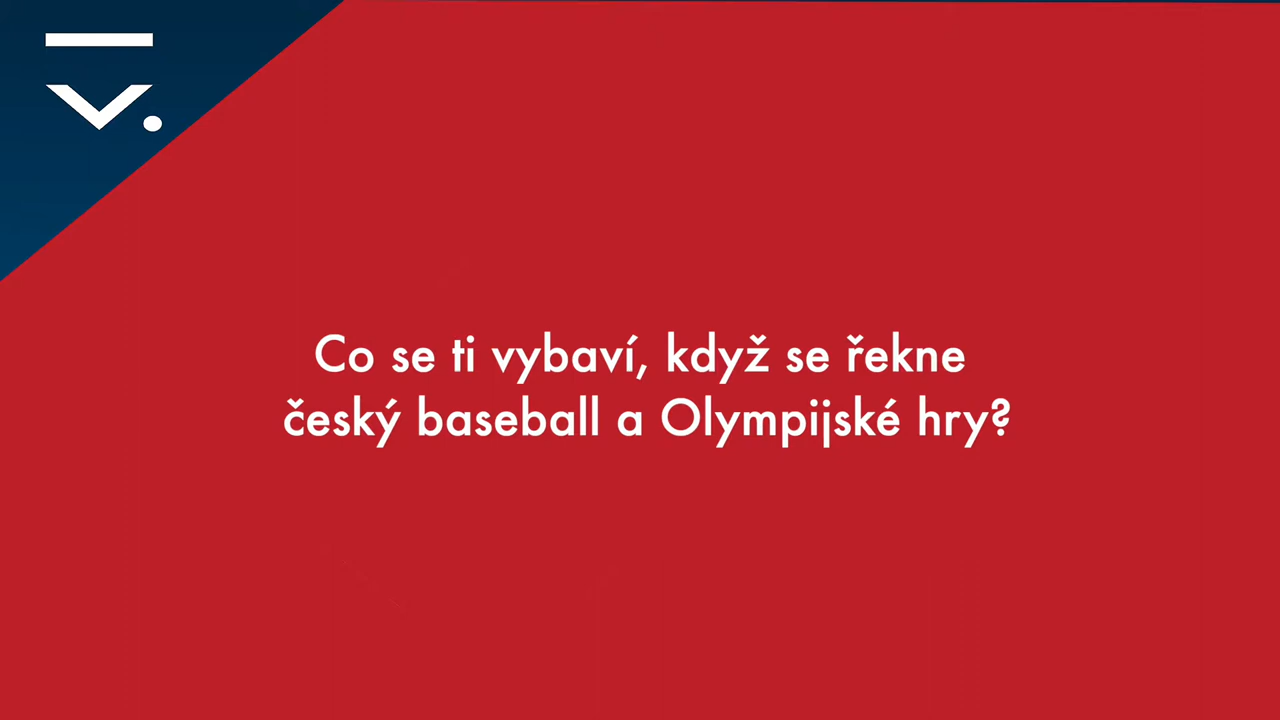 Co se ti vybaví, když se řekne
český baseball a Olympijské hry?